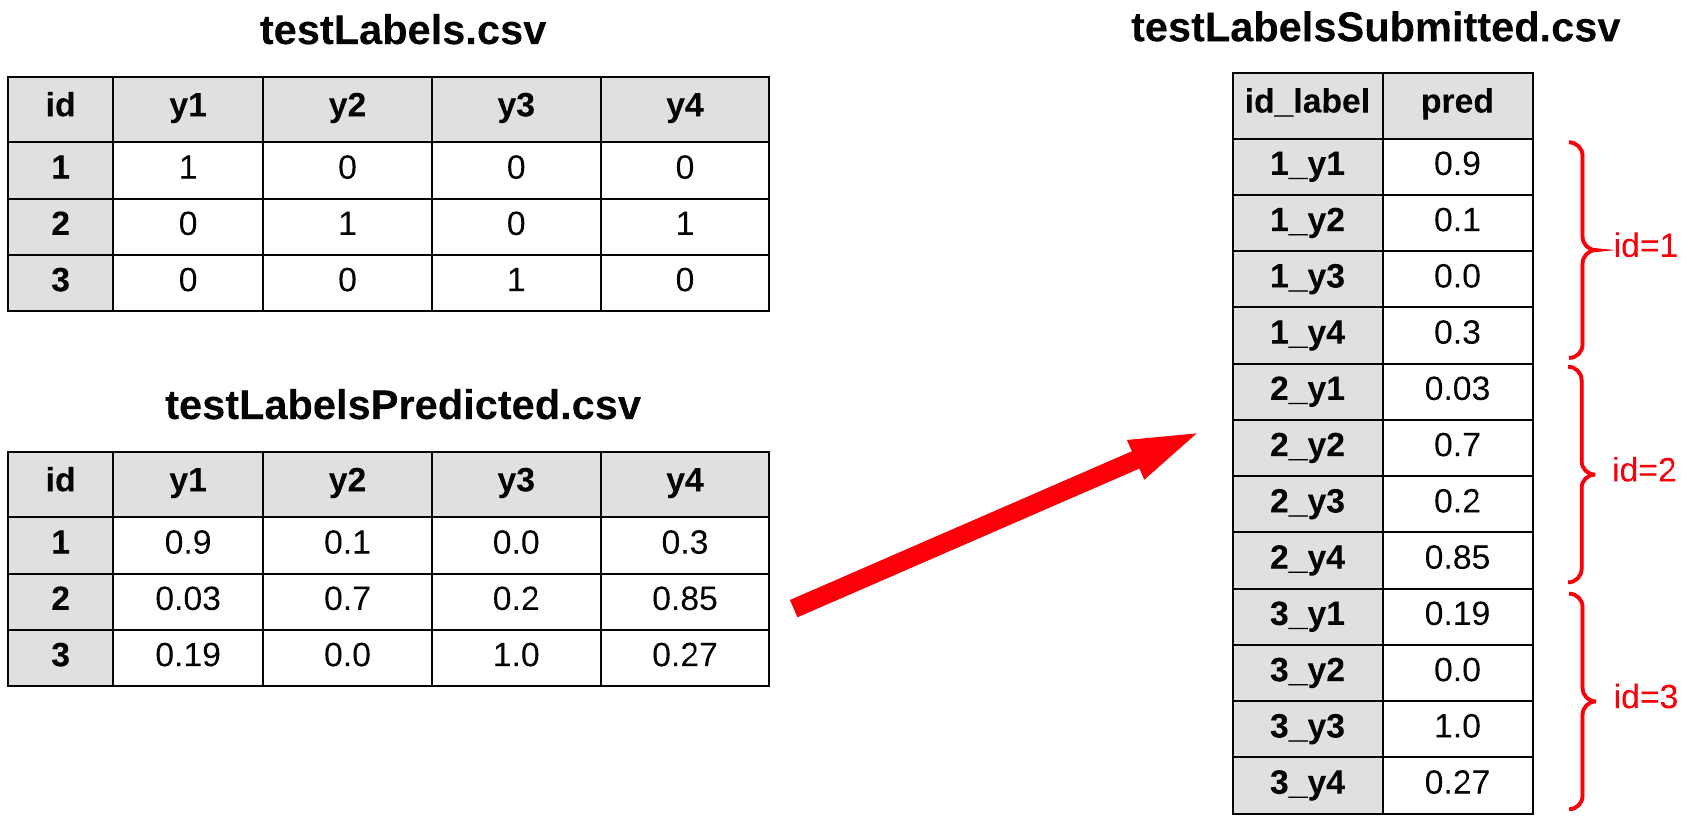 testLabels.csv
id y1 y2 y3 y4
1 1 0 0 0
2 0 1 0 1
3 0 0 1 0
testLabelsPredicted.csv
id y1 y2 y3 y4
1 0.9 0.1 0.0 0.3
2 0.03 0.7 0.2 0.85
3 0.19 0.0 1.0 0.27
testLabelsSubmitted.csv
id_label pred
1_y1 0.9
1_y2 0.1
1_y3 0.0
1_y4 0.3
id=1
2_y1 0.03
2_y2 0.7
2_y3 0.2
2_y4 0.85
id=2
3_y1 0.19
3_y2 0.0
3_y3 1.0
3_y4 0.27
id=3